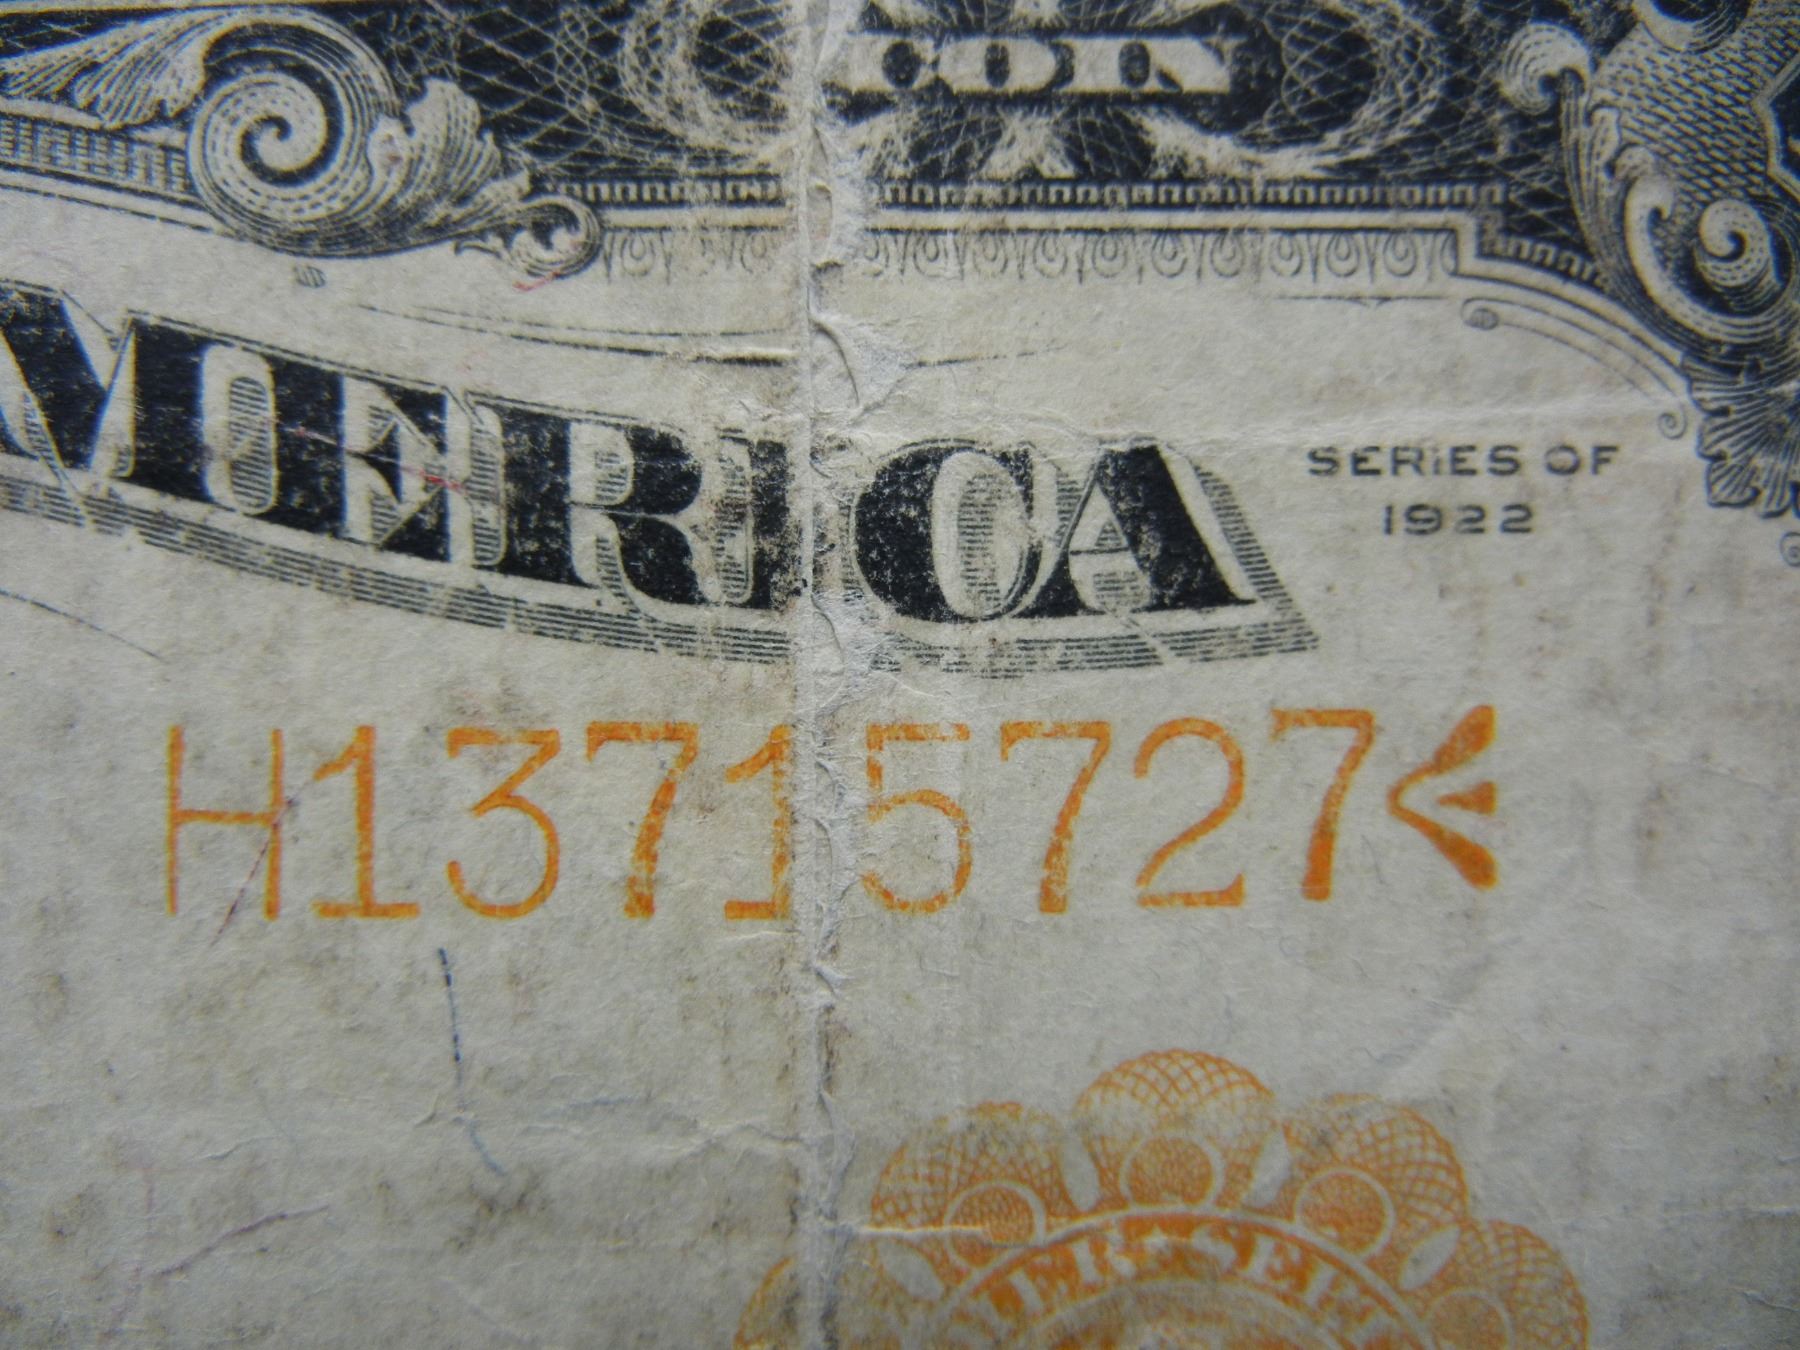 AMERICA
SERIES OF
1922
H13715727